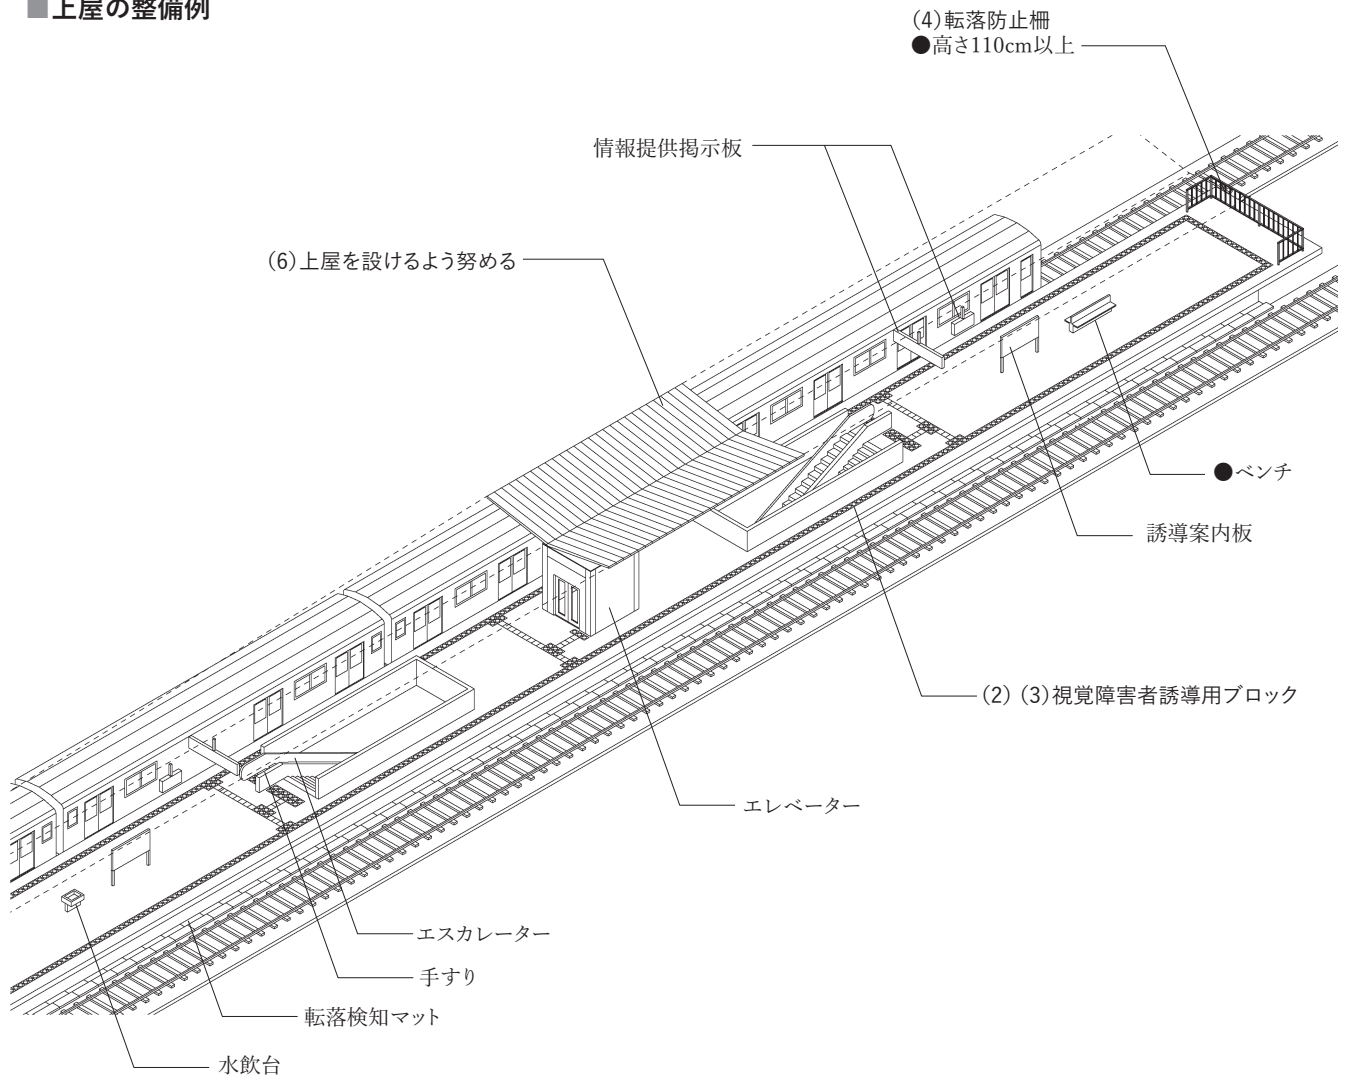 ■上屋の整備例
(4)転落防止柵
●高さ110cm以上
情報提供掲示板
(6)上屋を設けるよう努める
●ベンチ
誘導案内板
(2)(3)視覚障害者誘導用ブロック
エレベーター
エスカレーター
手すり
転落検知マット
水飲台